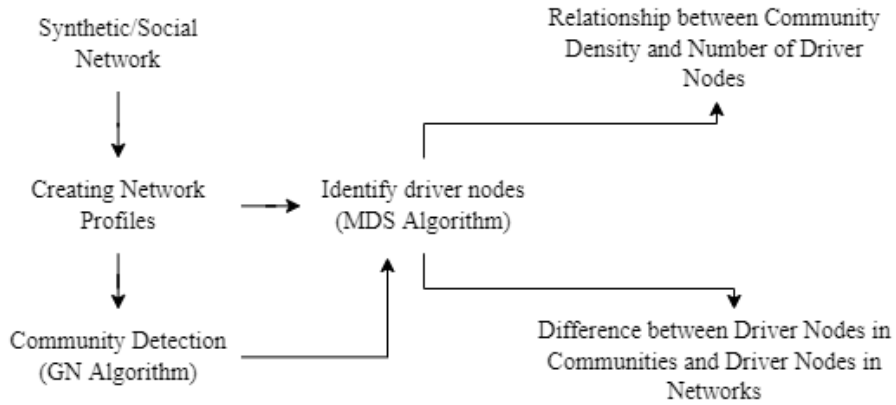 Synthetic/Social
Network
Relationship between Community
Density and Number of Driver
Nodes
Creating Network
Profiles
Identify driver nodes
(MDS Algorithm)
Community Detection
(GN Algorithm)
Difference between Driver Nodes in
Communities and Driver Nodes in
Networks